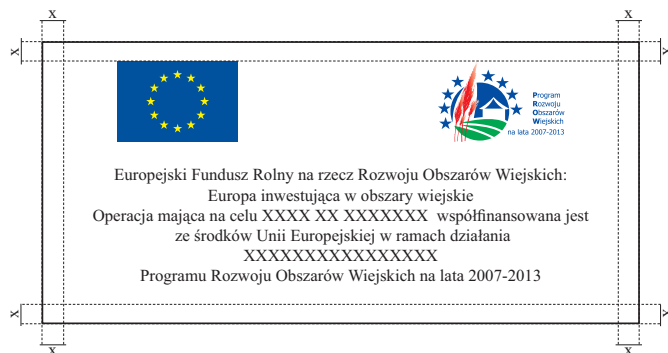 x x
x x
Program
Rozwoju
Obszarów
Wiejskich
na lata 2007-2013
Europejski Fundusz Rolny na rzecz Rozwoju Obszarów Wiejskich:
Europa inwestująca w obszary wiejskie
Operacja mająca na celu XXXX XX XXXXXXX współfinansowana jest
ze środków Unii Europejskiej w ramach działania
XXXXXXXXXXXXXXXX
Programu Rozwoju Obszarów Wiejskich na lata 2007-2013
x x
x x